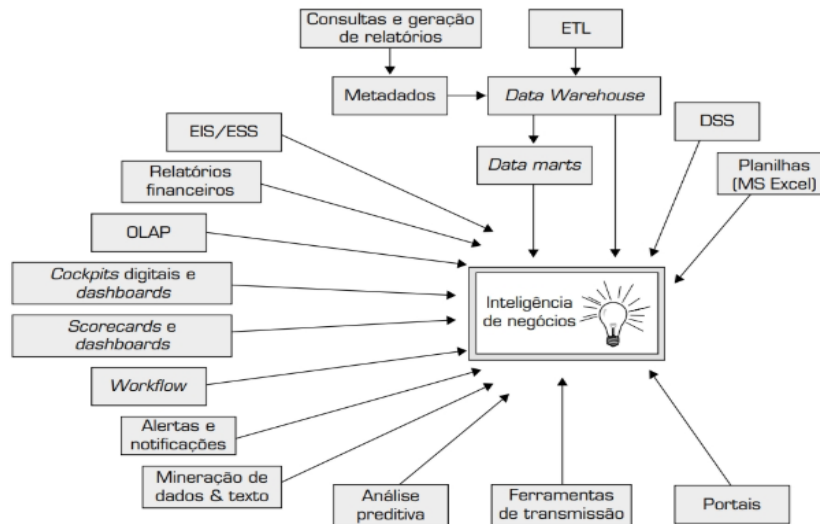 Consultas e geração
de relatórios
ETL
Metadados
Data Warehouse
EIS/ESS
DSS
Data marts
Relatórios
financeiros
Planilhas
(MS Excel)
OLAP
Cockpits digitais e
dashboards
Inteligência
de negócios
Scorecards e
dashboards
Workflow
Alertas e
notificações
Mineração de
dados & texto
Análise
preditiva
Ferramentas
de transmissão
Portais